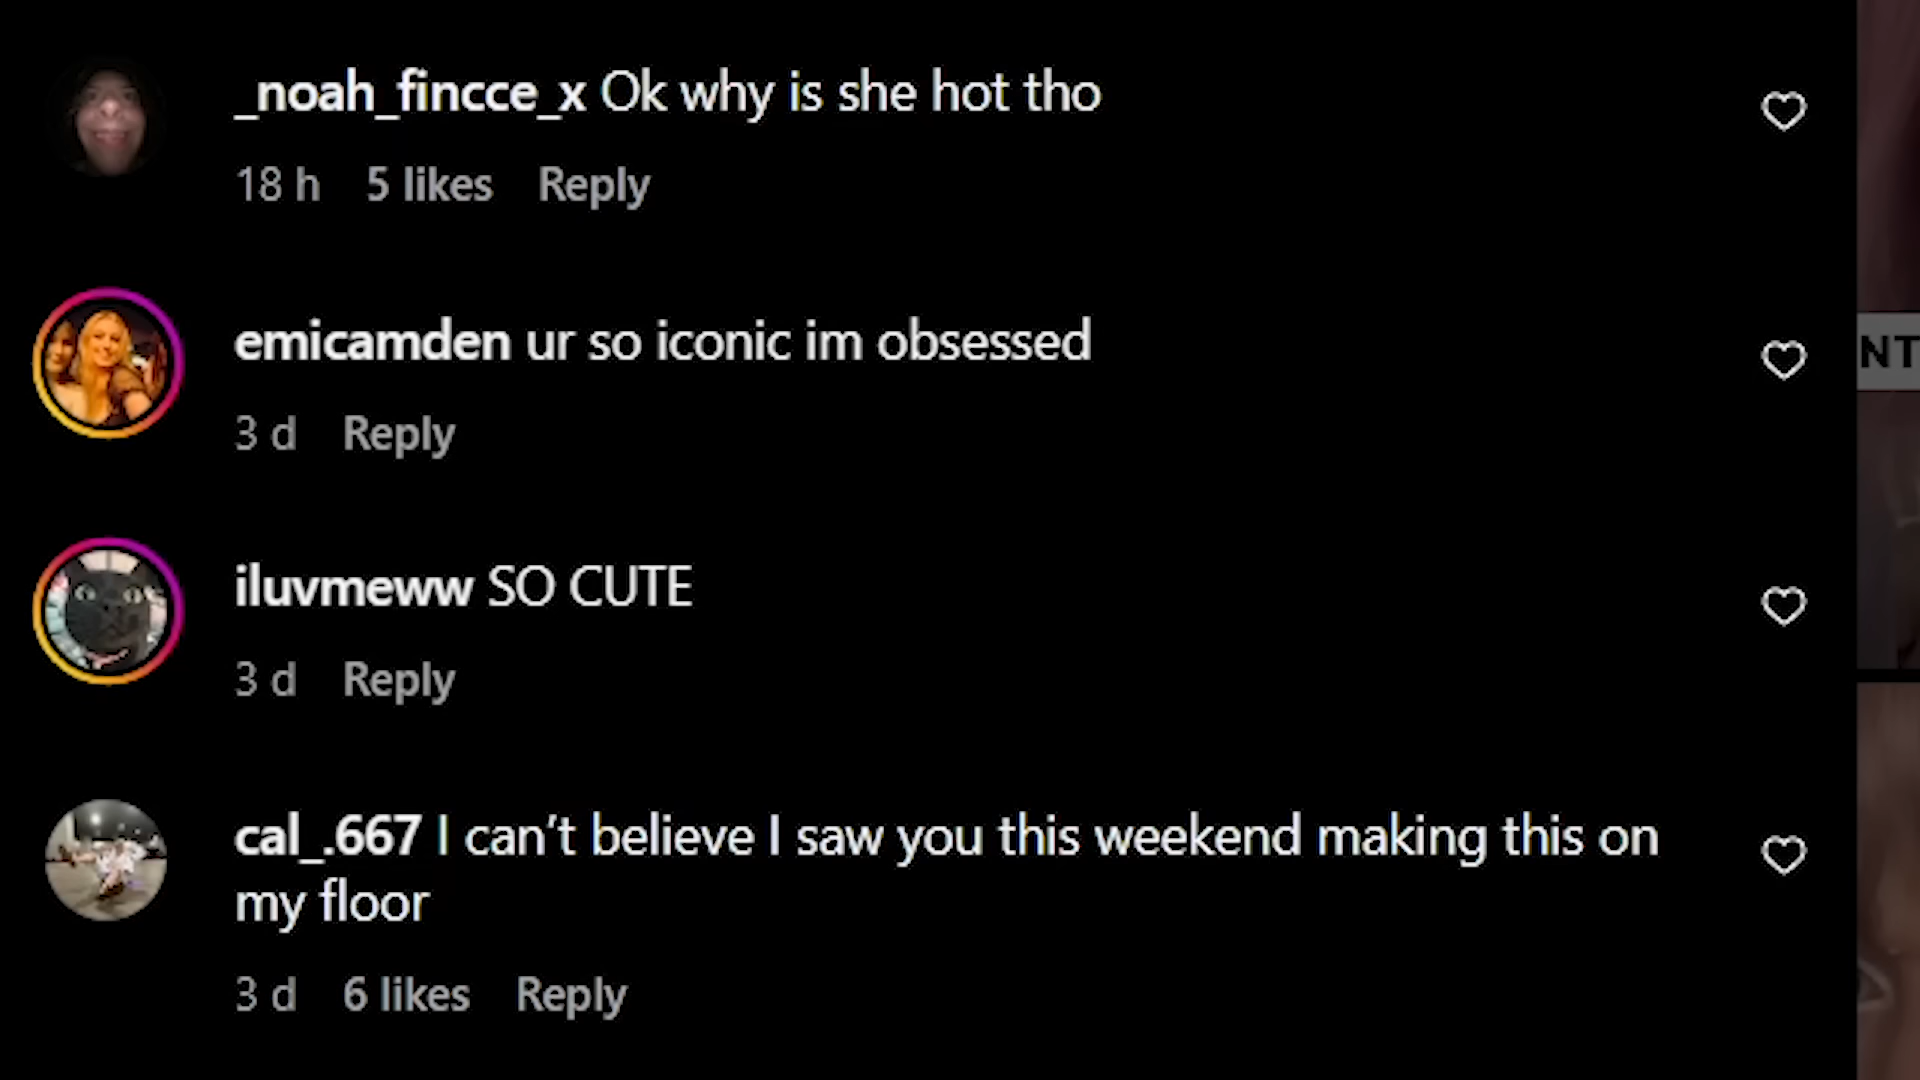 _noah_fincce_x Ok why is she hot tho
18 h 5 likes Reply
emicamden ur so iconic im obsessed
3 d Reply
NT
iluvmeww SO CUTE
3 d Reply
cal_.667 I can't believe I saw you this weekend making this on
my floor
3 d 6 likes Reply